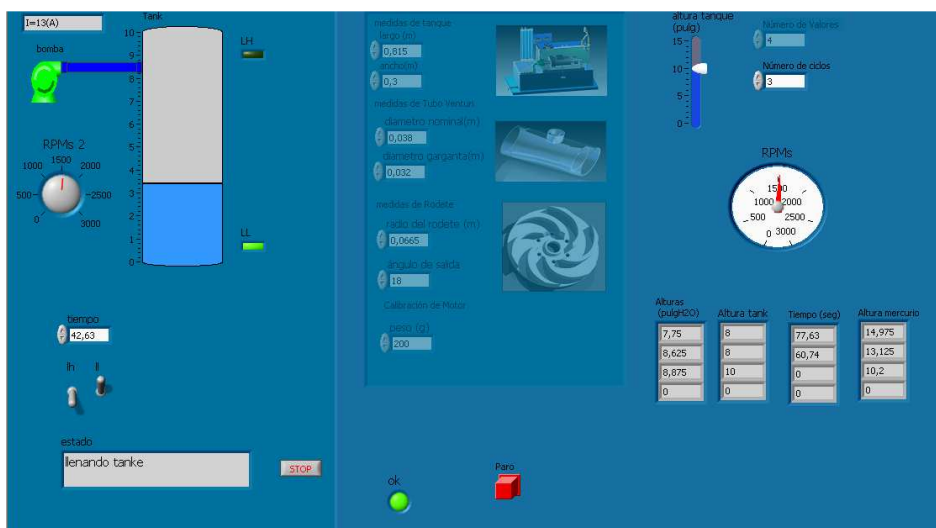 I=13(A)
Tank
bomba
10
9
8
7
6
5
4
3
2
1
0
LH
LL
RPMs 2
0
500
1000
1500
2000
2500
3000
tiempo
42,63
lh
ll
estado
llenando tanke
STOP
medidas de tanque
largo (m)
0,815
ancho(m)
0,3
medidas de Tubo Venturi
diametro nominal(m)
0,038
diametro garganta(m)
0,032
medidas de Rodete
radio del rodete (m)
0,0665
angulo de salida
18
Calibración de Motor
peso (g)
200
ok
Paro
altura tanque
(pulg)
15
10
5
0
Número de Valores
4
Número de ciclos
3
RPMs
0
500
1000
1500
2000
2500
3000
Alturas
(pulgH2O)
7,75
8,625
8,875
0
Altura tank
8
8
10
0
Tiempo (seg)
77,63
60,74
0
0
Altura mercurio
14,975
13,125
10,2
0